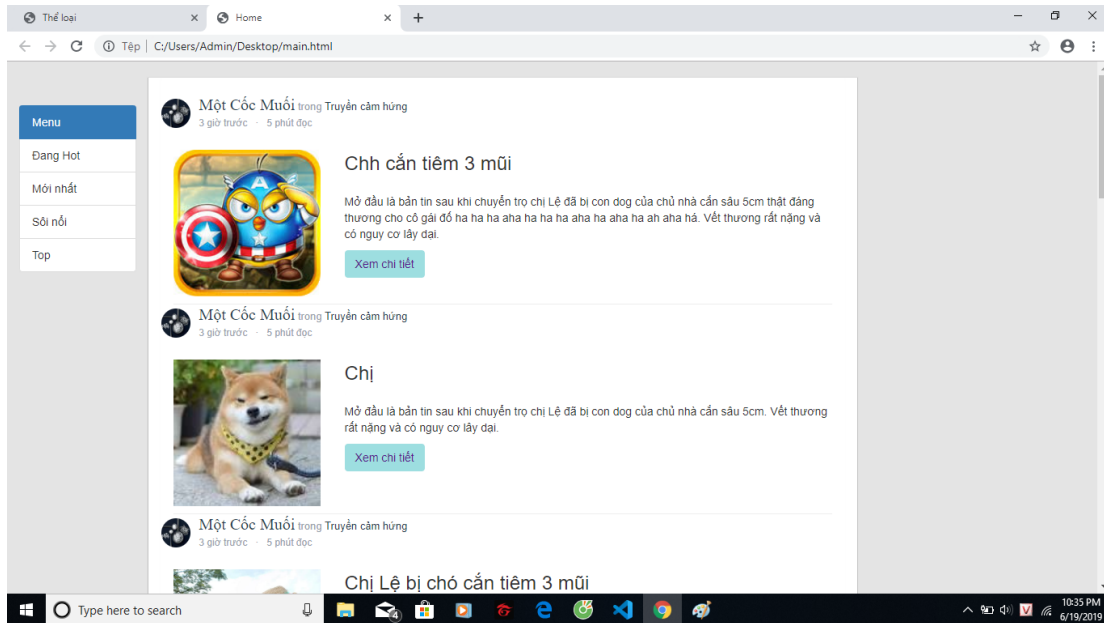 Thể loại
Home
Tệp
C:/Users/Admin/Desktop/main.html
Menu
Đang Hot
Mới nhất
Sôi nổi
Top
Một Cốc Muối trong Truyền cảm hứng
3 giờ trước · 5 phút đọc
A
Chh cắn tiêm 3 mũi
Mở đầu là bản tin sau khi chuyển trọ chị Lệ đã bị con dog của chủ nhà cắn sâu 5cm thật đáng
thương cho cô gái đố ha ha ha aha ha ha ha aha ha aha ha ah aha há. Vết thương rất nặng và
có nguy cơ lây dại.
Xem chi tiết
Một Cốc Muối trong Truyền cảm hứng
3 giờ trước · 5 phút đọc
Chị
Mở đầu là bản tin sau khi chuyển trọ chị Lệ đã bị con dog của chủ nhà cắn sâu 5cm. Vết thương
rất nặng và có nguy cơ lây dại.
Xem chi tiết
Một Cốc Muối trong Truyền cảm hứng
3 giờ trước · 5 phút đọc
Chị Lệ bị chó cắn tiêm 3 mũi
Type here to search
4
V
10:35 PM
6/19/2019